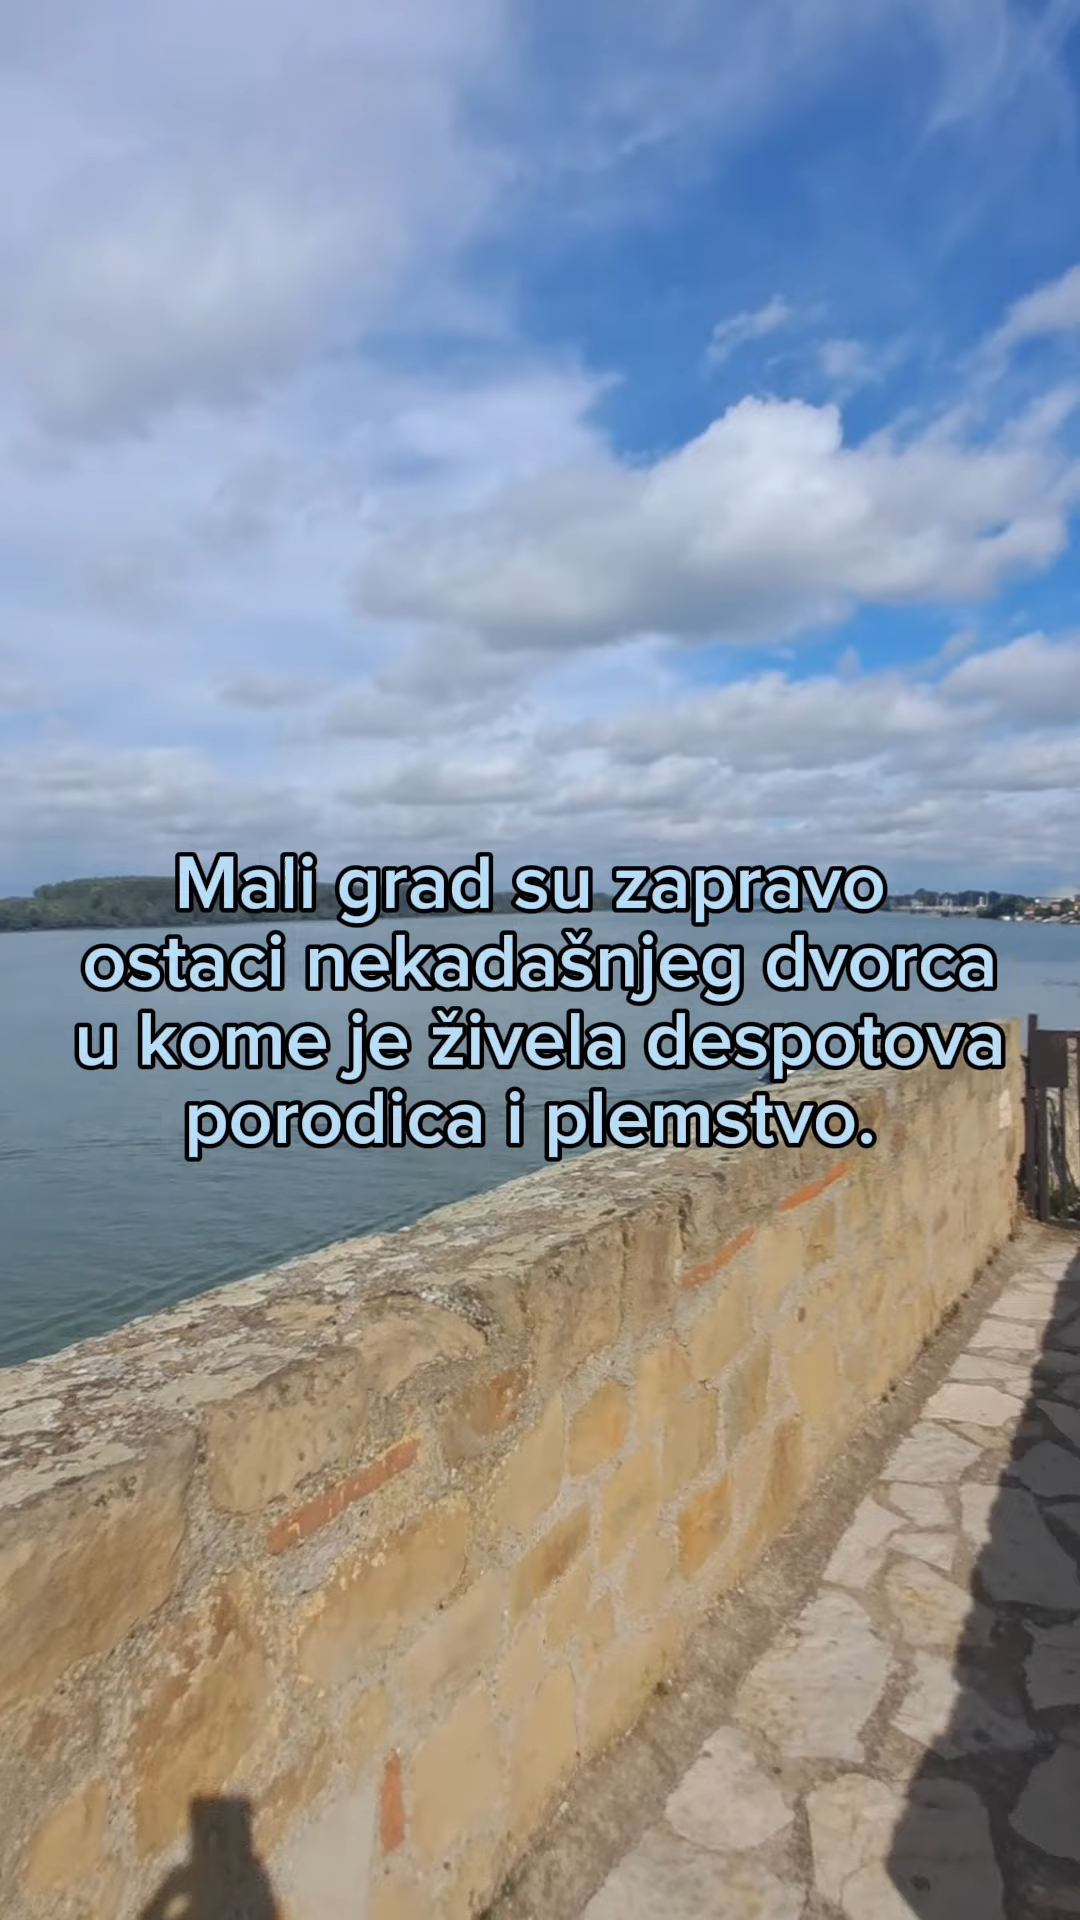 Mali grad su zapravo
ostaci nekadašnjeg dvorca
u kome je živela despotova
porodica i plemstvo.